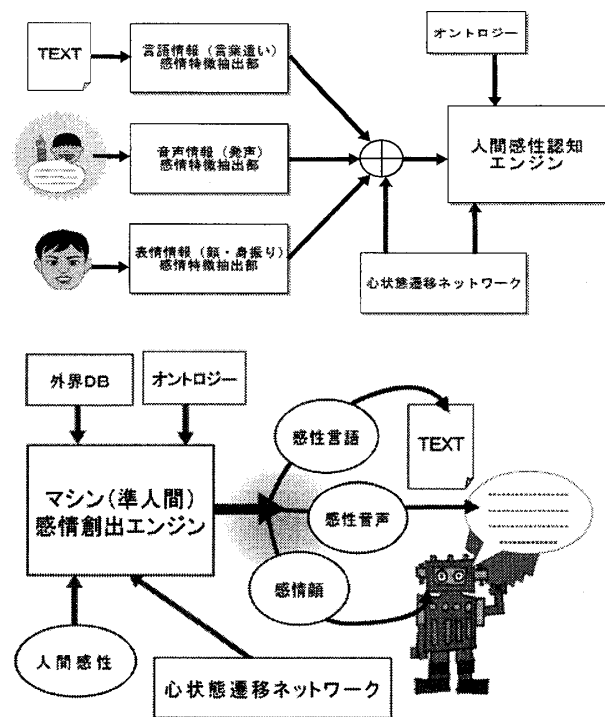 TEXT
言語情報（言葉遣い）
感情特徴抽出部
オントロジー
音声情報（発声）
感情特徴抽出部
人間感性認知
エンジン
表情情報（顔・身振り）
感情特徴抽出部
心状態遷移ネットワーク
外界DB
オントロジー
感性言語
TEXT
マシン（準人間）
感情創出エンジン
感性音声
感情顔
人間感性
心状態遷移ネットワーク